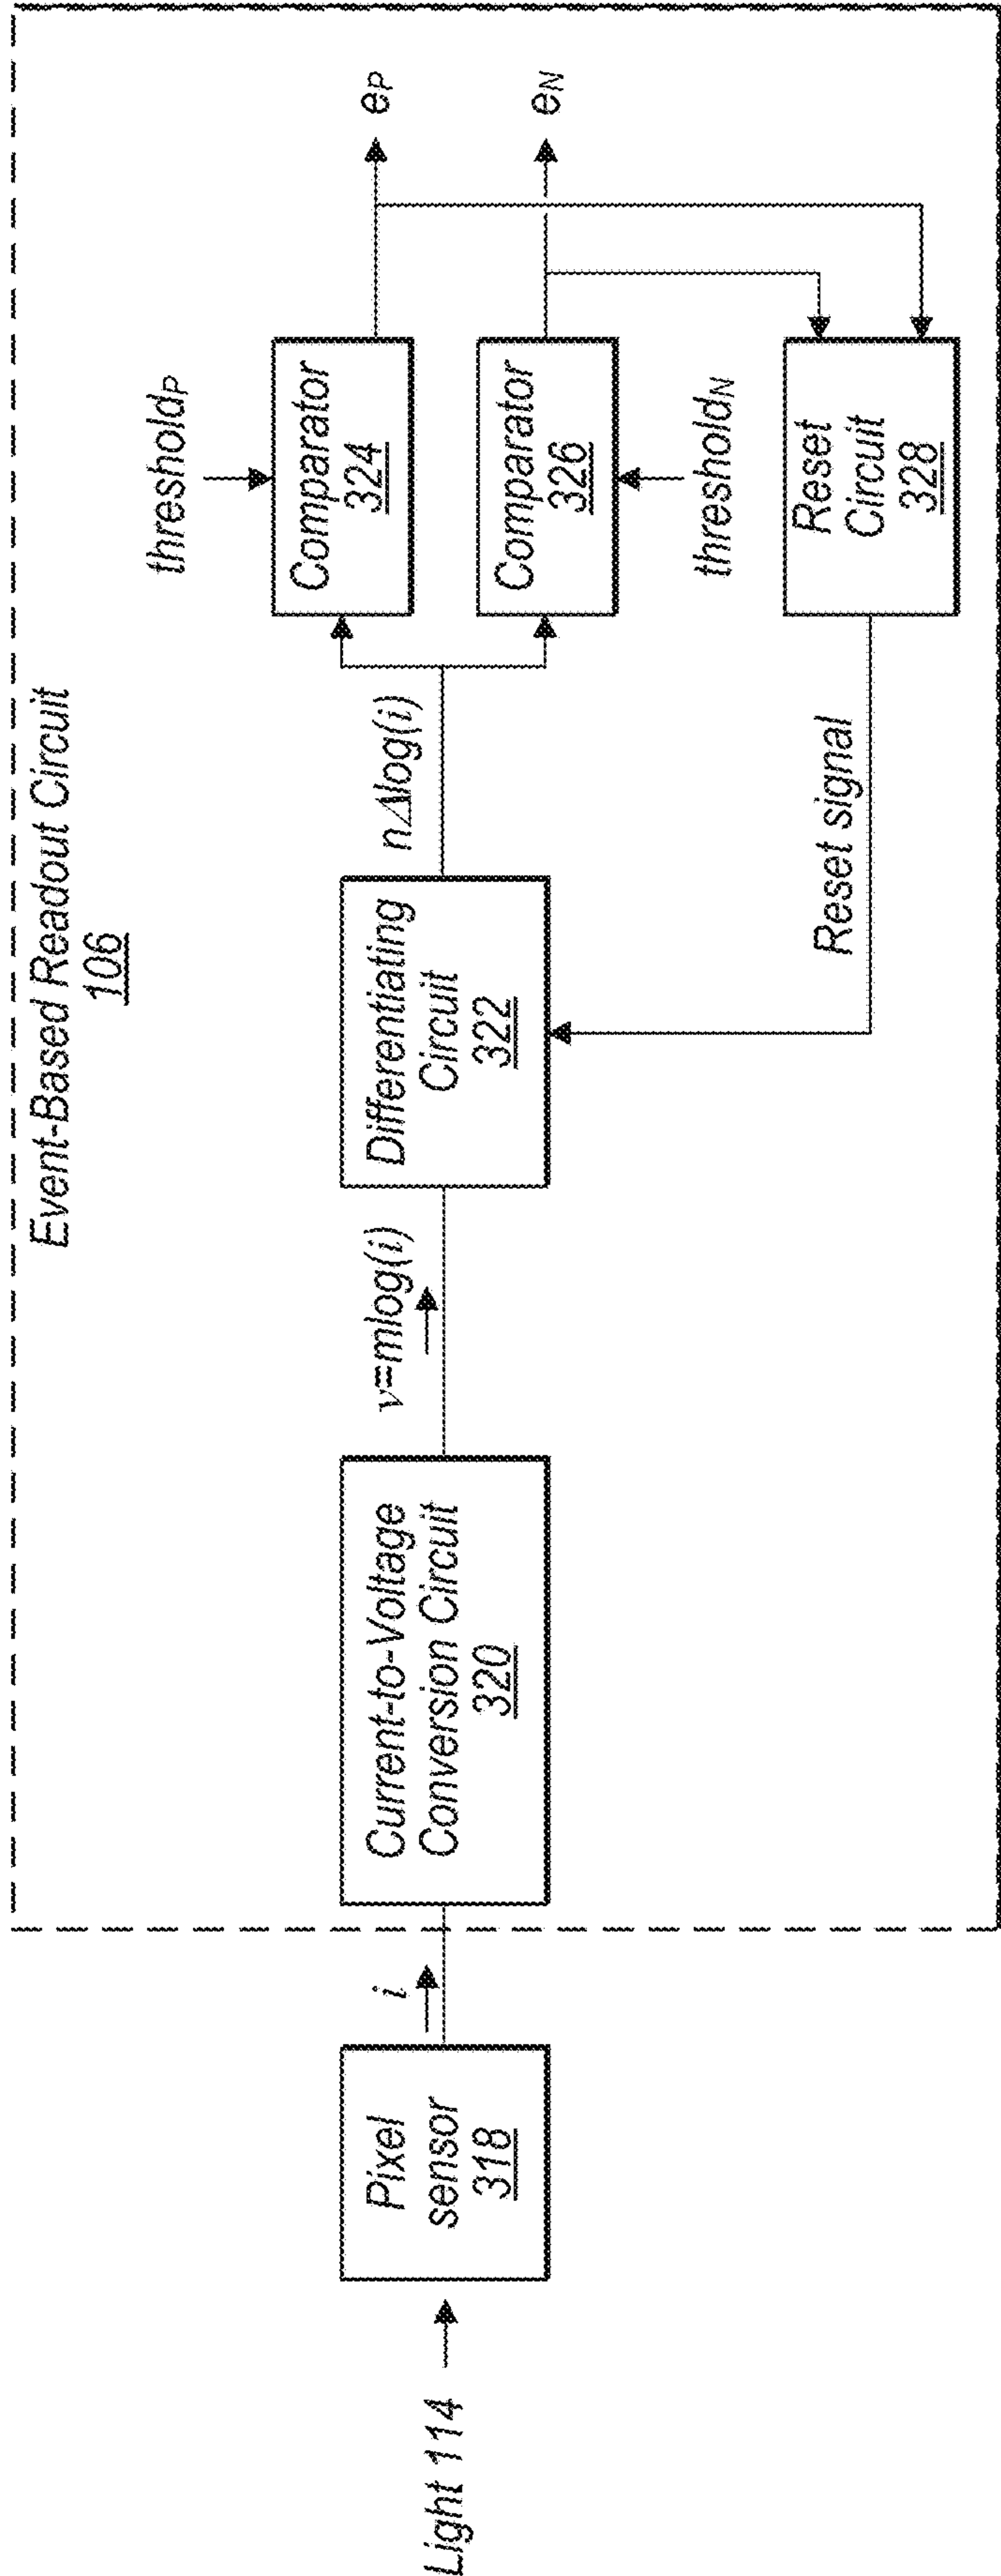 Event-Based Readout Circuit
106
Light 114
Pixel
sensor
318
i
Current-to-Voltage
Conversion Circuit
320
v=mlog(i)
Differentiating
Circuit
322
nΔlog(i)
thresholdP
Comparator
324
eP
Comparator
326
eN
thresholdN
Reset
Circuit
328
Reset signal